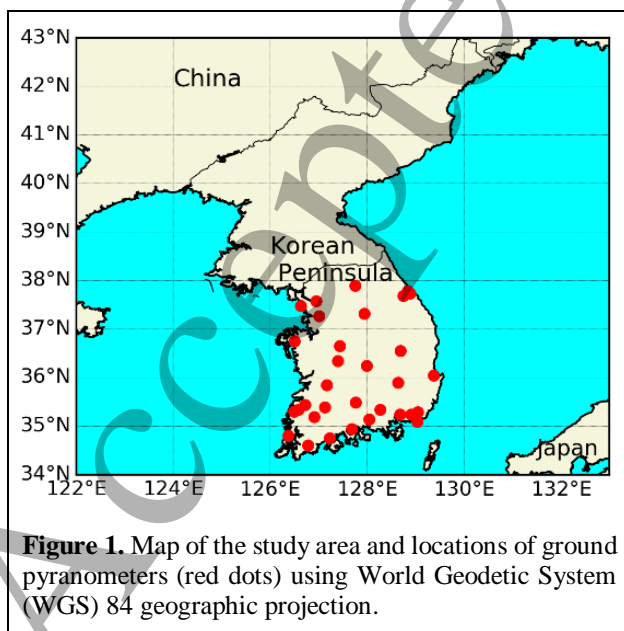 43°N
42°N
41°N
40°N
39°N
38°N
37°N
36°N
35°N
34°N
China
Korean
Peninsula
Japan
122°E 124°E 126°E 128°E 130°E 132°E
Accepte
Figure 1. Map of the study area and locations of ground
pyranometers (red dots) using World Geodetic System
(WGS) 84 geographic projection.